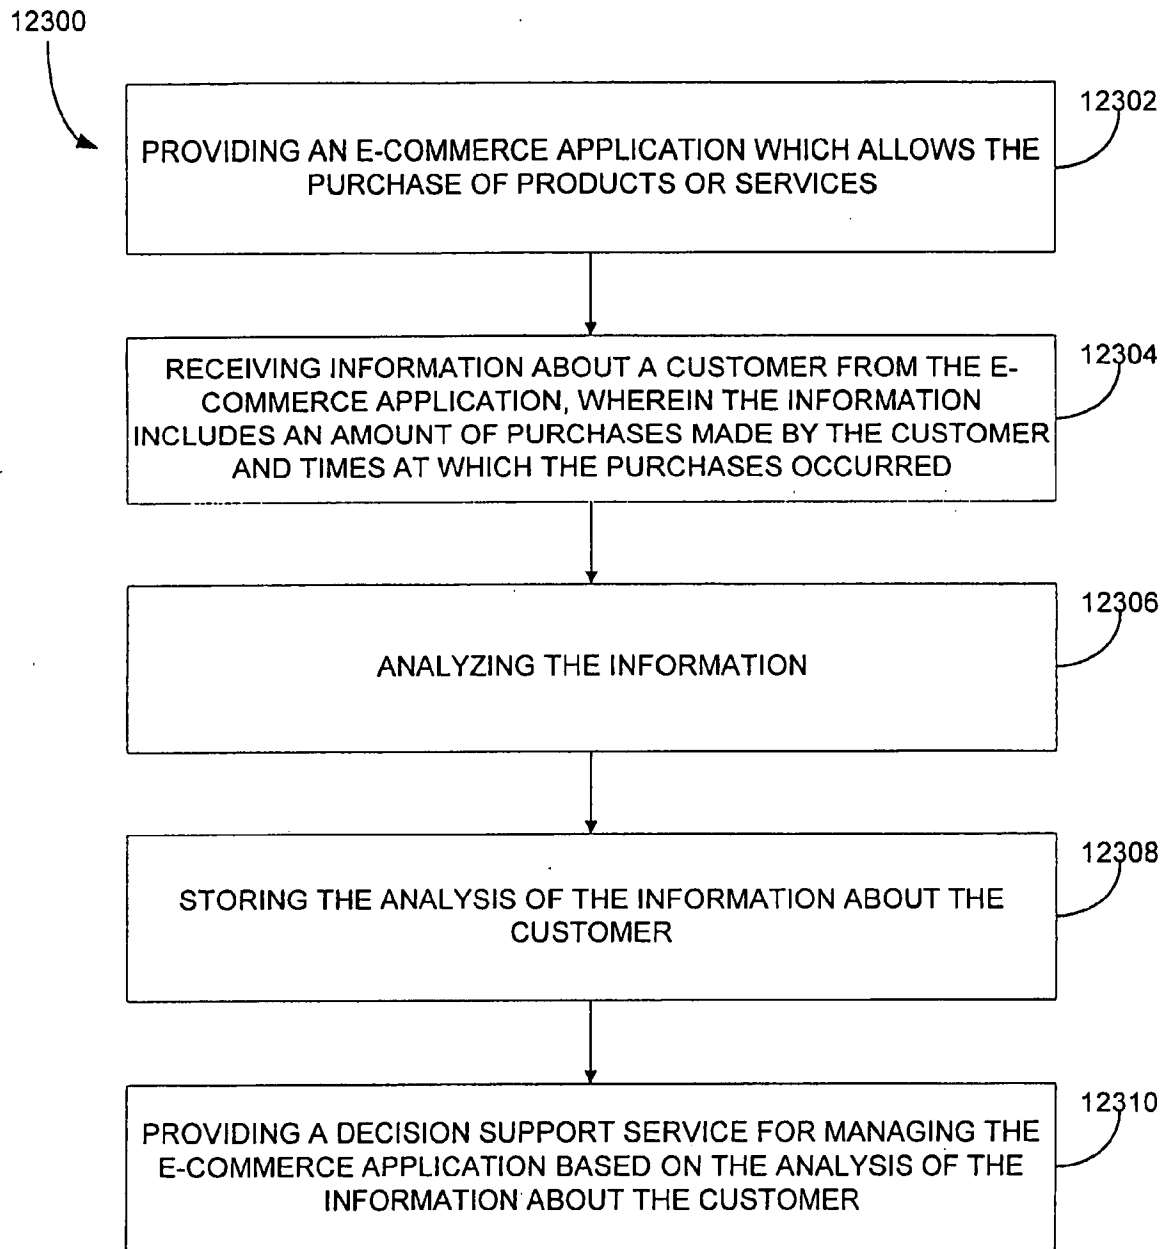 12300
12302
PROVIDING AN E-COMMERCE APPLICATION WHICH ALLOWS THE
PURCHASE OF PRODUCTS OR SERVICES
12304
RECEIVING INFORMATION ABOUT A CUSTOMER FROM THE E-
COMMERCE APPLICATION, WHEREIN THE INFORMATION
INCLUDES AN AMOUNT OF PURCHASES MADE BY THE CUSTOMER
AND TIMES AT WHICH THE PURCHASES OCCURRED
12306
ANALYZING THE INFORMATION
12308
STORING THE ANALYSIS OF THE INFORMATION ABOUT THE
CUSTOMER
12310
PROVIDING A DECISION SUPPORT SERVICE FOR MANAGING THE
E-COMMERCE APPLICATION BASED ON THE ANALYSIS OF THE
INFORMATION ABOUT THE CUSTOMER